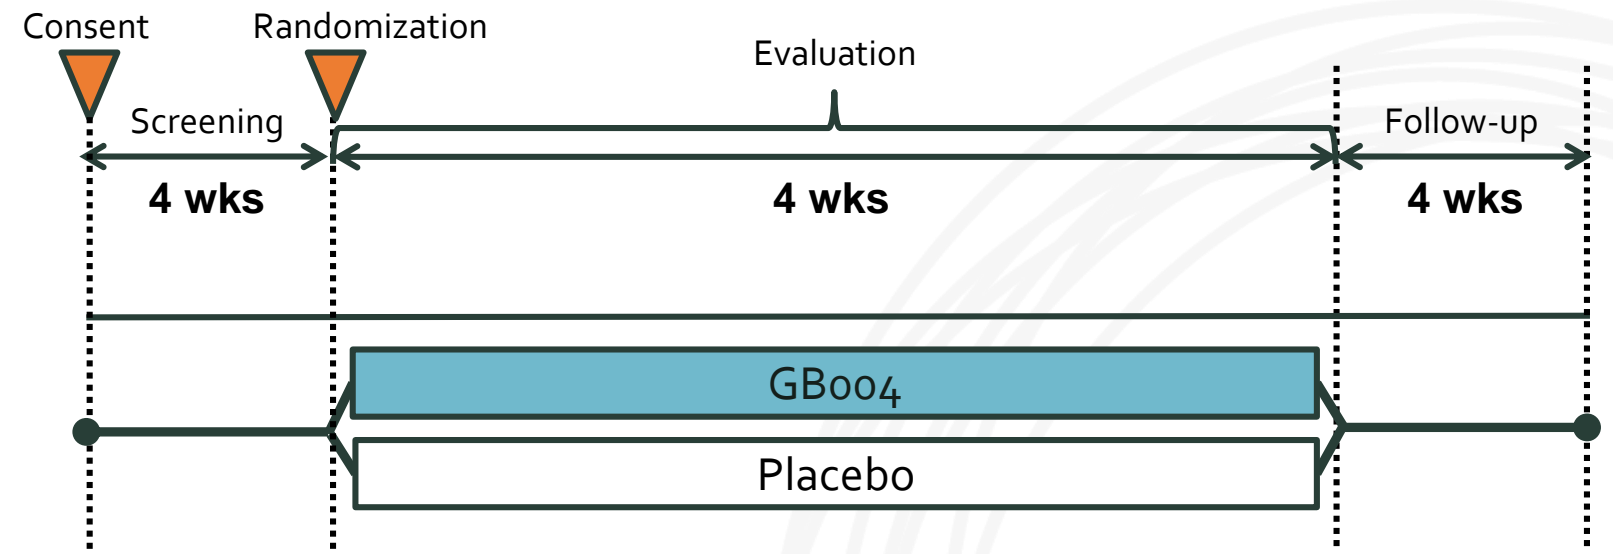 Consent
Randomization
Evaluation
Screening
Follow-up
4 wks
4 wks
4 wks
GB004
Placebo